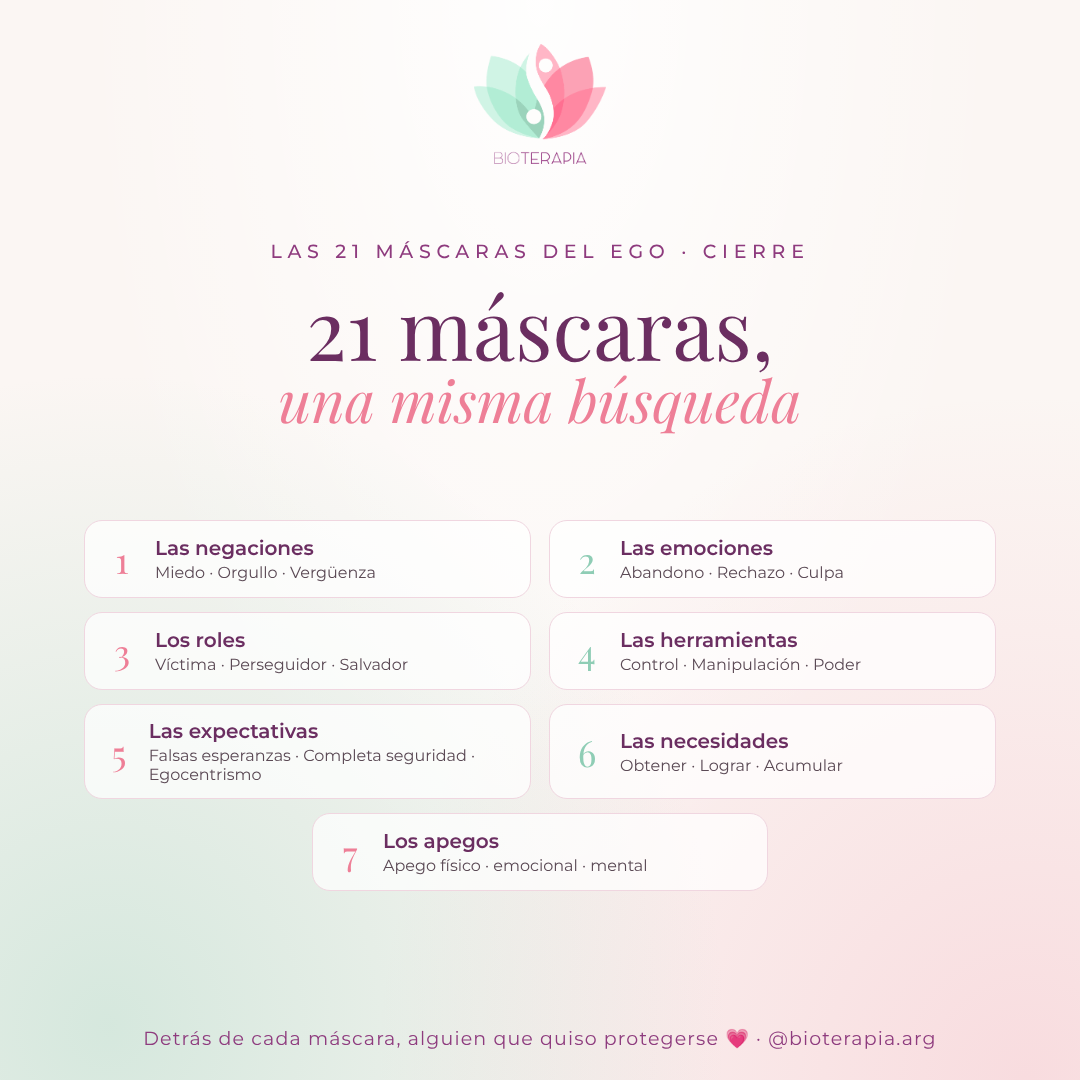 BIOTERAPIA
LAS 21 MÁSCARAS DEL EGO · CIERRE
21 máscaras,
una misma búsqueda
1
Las negaciones
Miedo · Orgullo · Vergüenza
2
Las emociones
Abandono · Rechazo · Culpa
3
Los roles
Víctima · Perseguidor · Salvador
4
Las herramientas
Control · Manipulación · Poder
5
Las expectativas
Falsas esperanzas · Completa seguridad ·
Egocentrismo
6
Las necesidades
Obtener · Lograr · Acumular
7
Los apegos
Apego físico · emocional · mental
Detrás de cada máscara, alguien que quiso protegerse 💗 · @bioterapia.arg